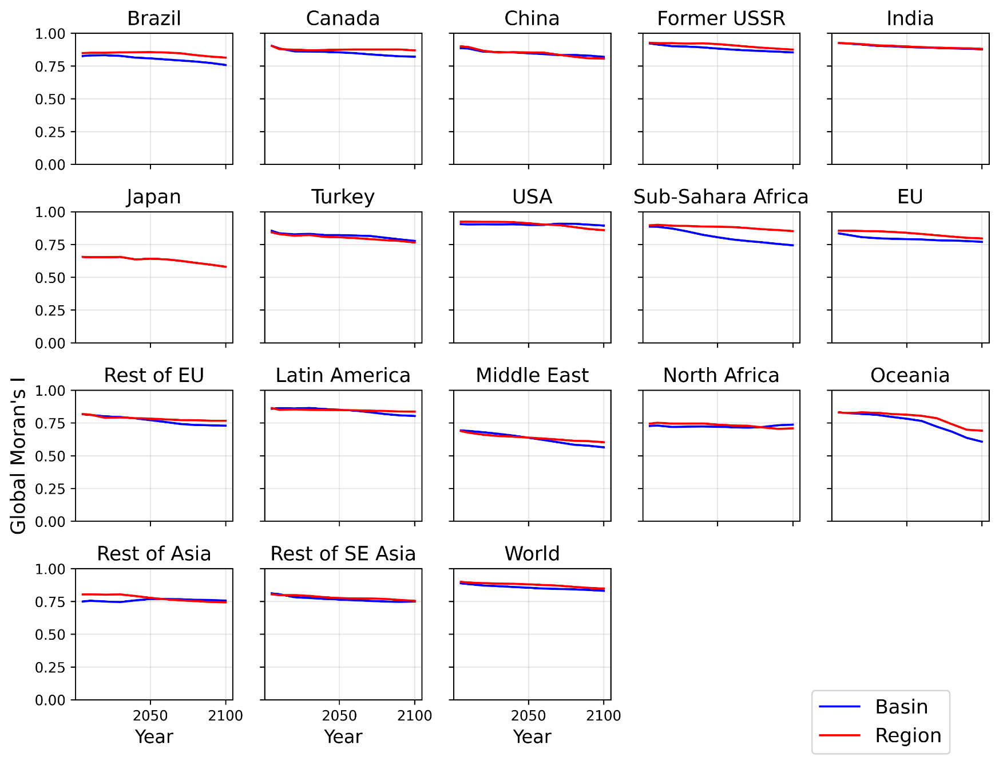 Brazil Canada China Former USSR India
1.00
0.75
0.50
0.25
0.00
Japan Turkey USA Sub-Sahara Africa EU
1.00
0.75
0.50
0.25
0.00
Global Moran's I
Rest of EU Latin America Middle East North Africa Oceania
1.00
0.75
0.50
0.25
0.00
Rest of Asia Rest of SE Asia World
1.00
0.75
0.50
0.25
0.00
2050 2100 2050 2100 2050 2100
Year Year Year
Basin
Region